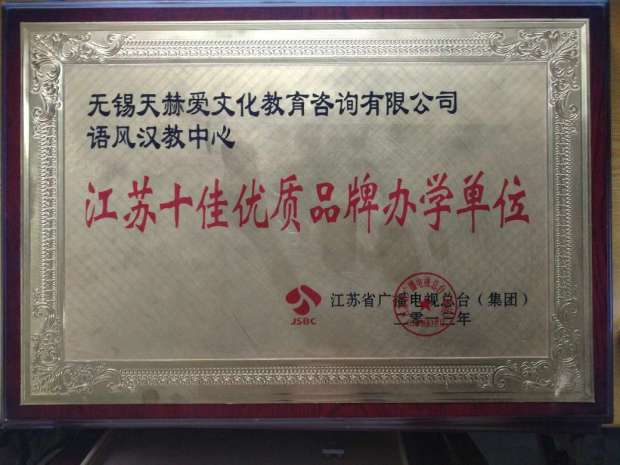 无锡天赫爱文化教育咨询有限公司
语风汉教中心
江苏十佳优质品牌办学单位
JSBC
江苏省广播电视总台（集团）
二零一二年